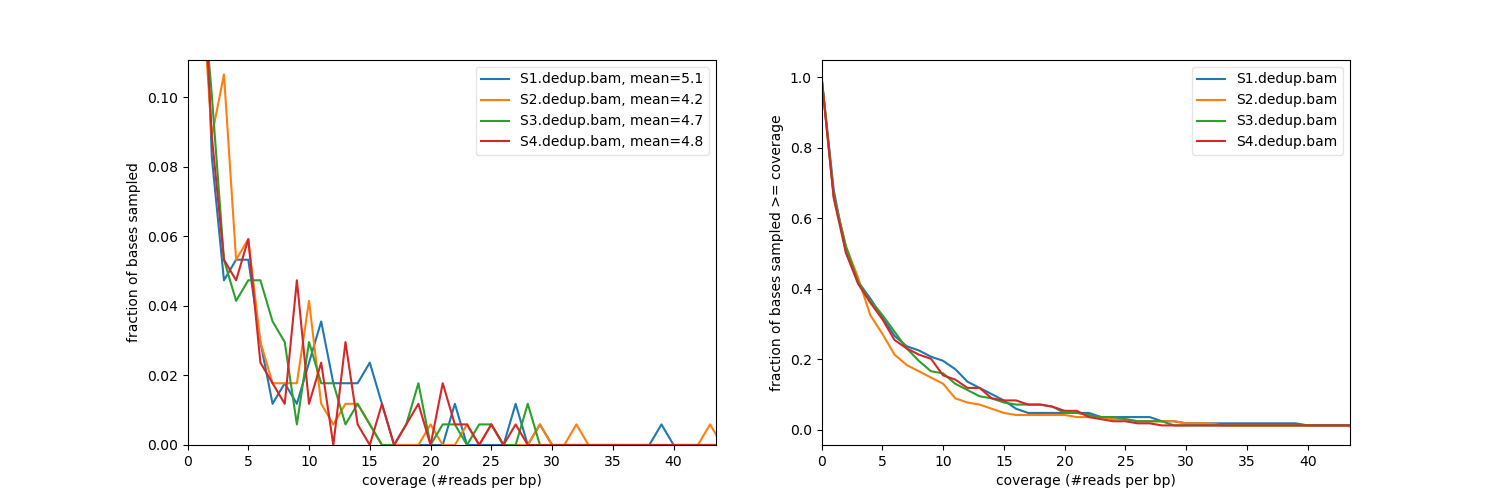 S1.dedup.bam, mean=5.1
S2.dedup.bam, mean=4.2
S3.dedup.bam, mean=4.7
S4.dedup.bam, mean=4.8
fraction of bases sampled
0.10
0.08
0.06
0.04
0.02
0.00
0 5 10 15 20 25 30 35 40
coverage (#reads per bp)
S1.dedup.bam
S2.dedup.bam
S3.dedup.bam
S4.dedup.bam
fraction of bases sampled >= coverage
1.0
0.8
0.6
0.4
0.2
0.0
0 5 10 15 20 25 30 35 40
coverage (#reads per bp)